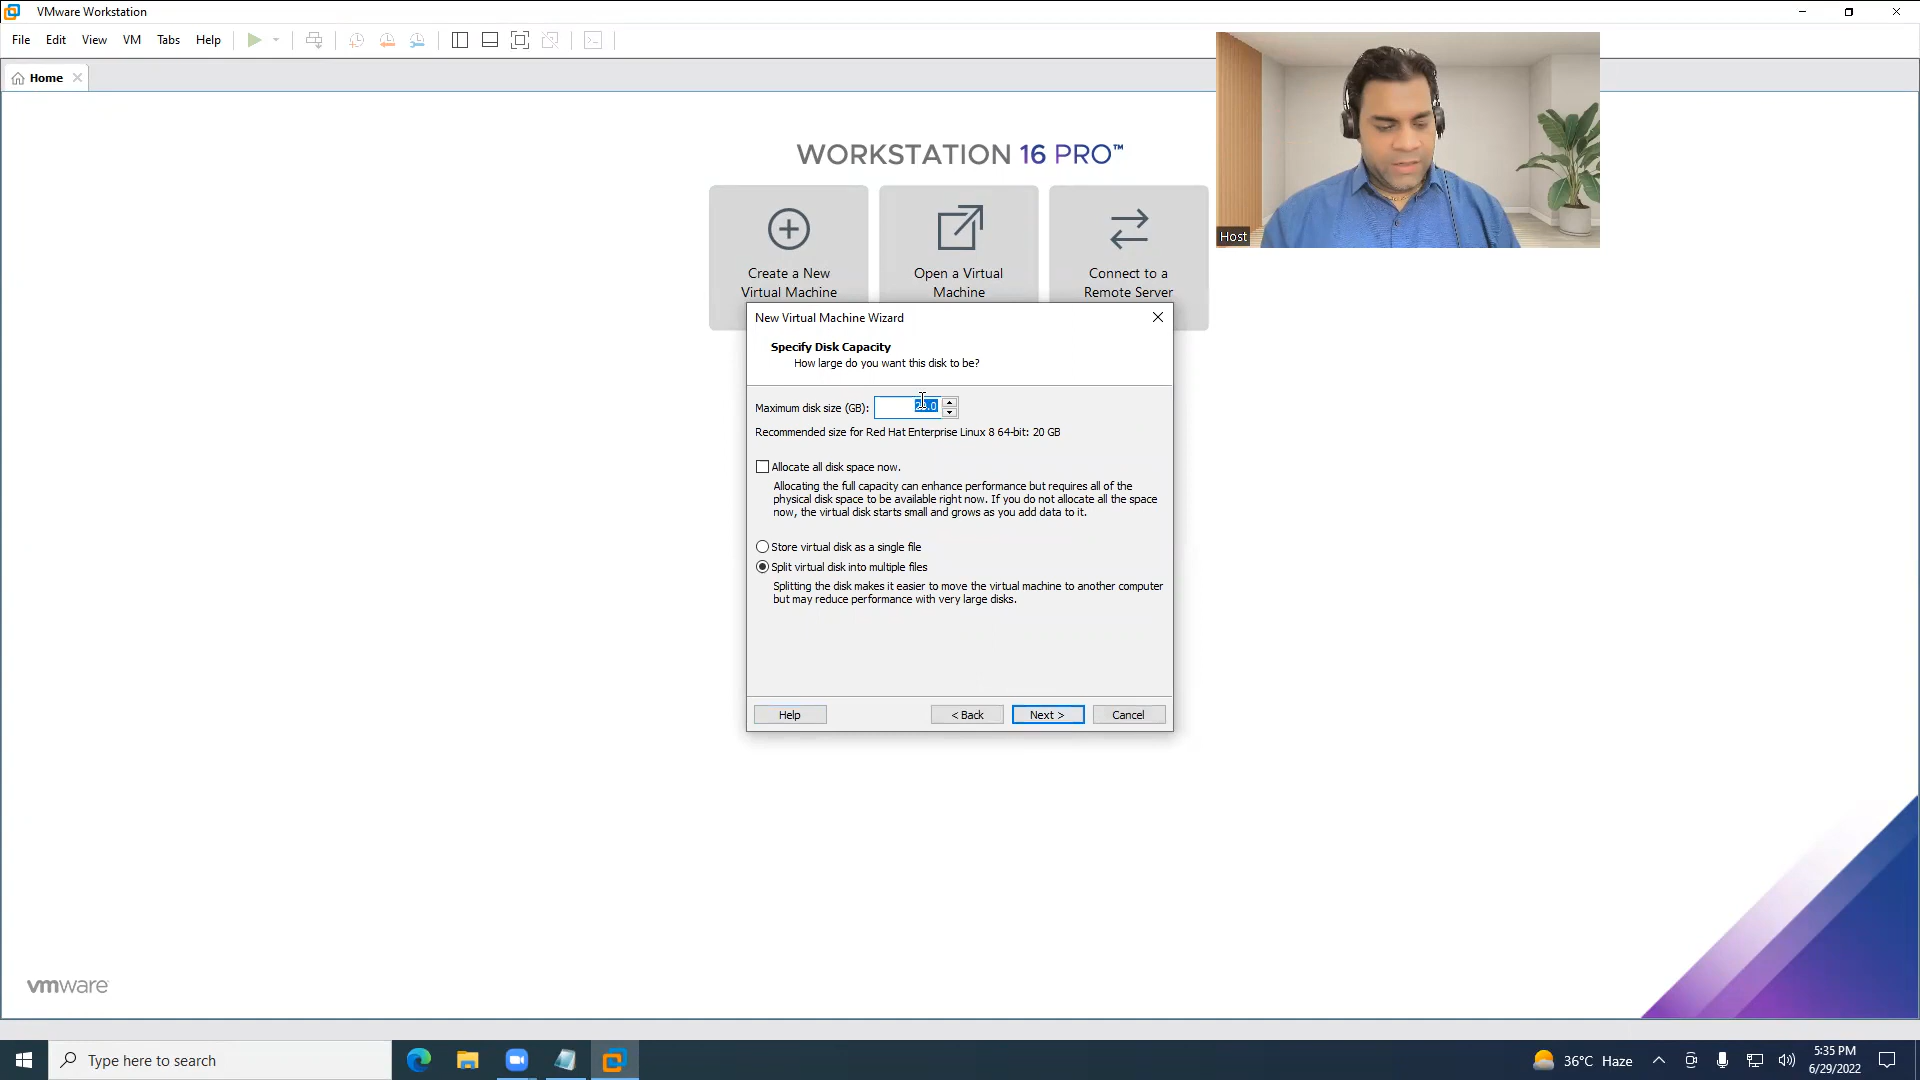 VMware Workstation
File Edit View VM Tabs Help
Home
WORKSTATION 16 PRO™
Create a New
Virtual Machine
Open a Virtual
Machine
Connect to a
Remote Server
Host
New Virtual Machine Wizard
Specify Disk Capacity
How large do you want this disk to be?
Maximum disk size (GB):
Recommended size for Red Hat Enterprise Linux 8 64-bit: 20 GB
Allocate all disk space now.
Allocating the full capacity can enhance performance but requires all of the
physical disk space to be available right now. If you do not allocate all the space
now, the virtual disk starts small and grows as you add data to it.
Store virtual disk as a single file
Split virtual disk into multiple files
Splitting the disk makes it easier to move the virtual machine to another computer
but may reduce performance with very large disks.
Help < Back Next > Cancel
vmware
Type here to search
36°C Haze
5:35 PM
6/29/2022